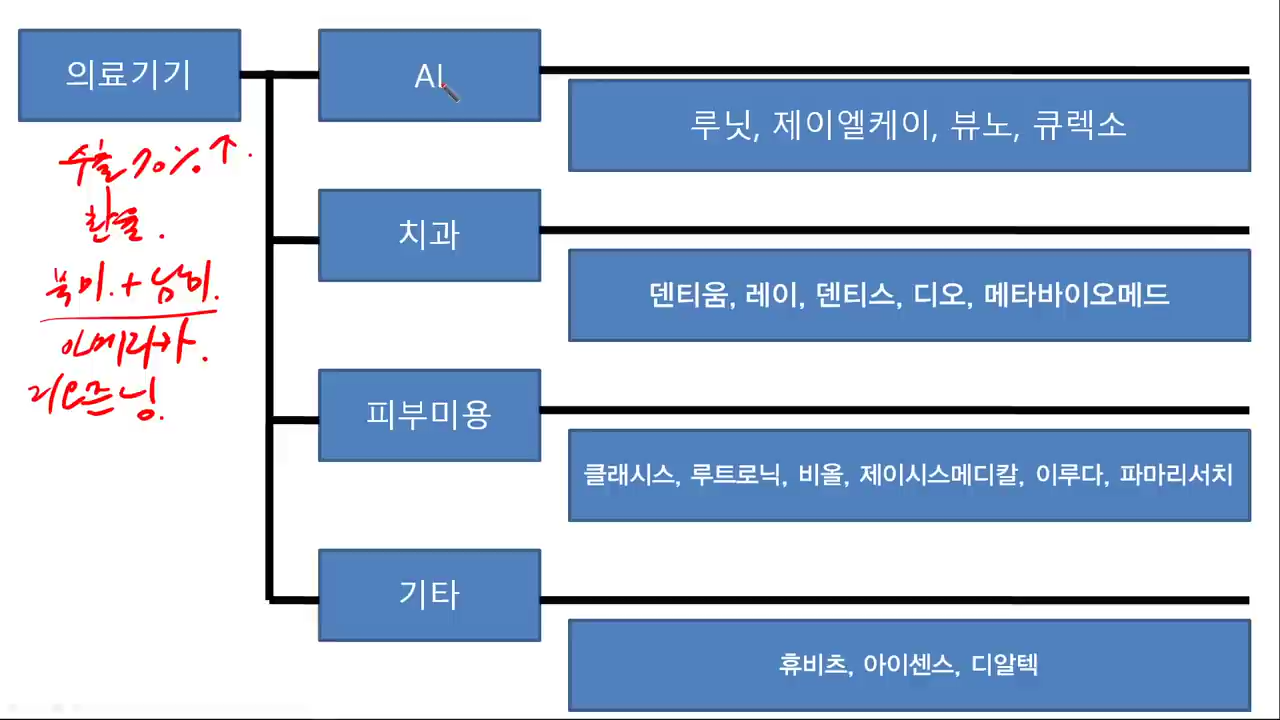 의료기기
AI
루닛, 제이엘케이, 뷰노, 큐렉소
수출 70% ↑.
환율.
북미. + 남미.
아메리카.
리오프닝.
치과
덴티움, 레이, 덴티스, 디오, 메타바이오메드
피부미용
클래시스, 루트로닉, 비올, 제이시스메디칼, 이루다, 파마리서치
기타
휴비츠, 아이센스, 디알텍